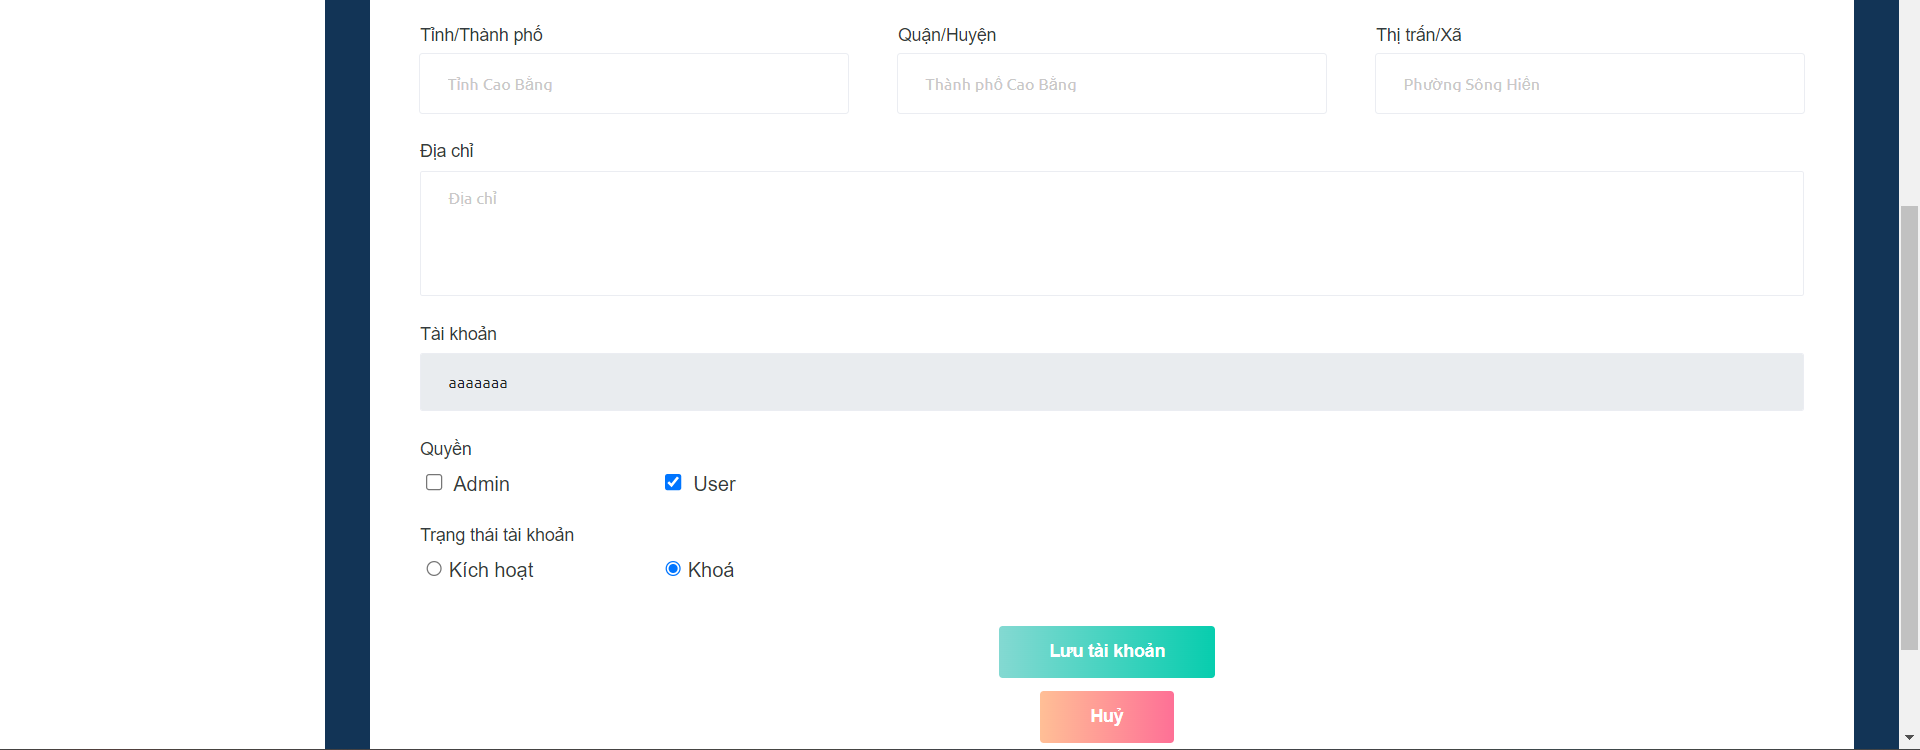 Tỉnh/Thành phố Quận/Huyện Thị trấn/Xã
Tỉnh Cao Bằng Thành phố Cao Bằng Phường Sông Hiến
Địa chỉ
Địa chỉ
Tài khoản
aaaaaaa
Quyền
Admin User
Trạng thái tài khoản
Kích hoạt Khoá
Lưu tài khoản
Huỷ